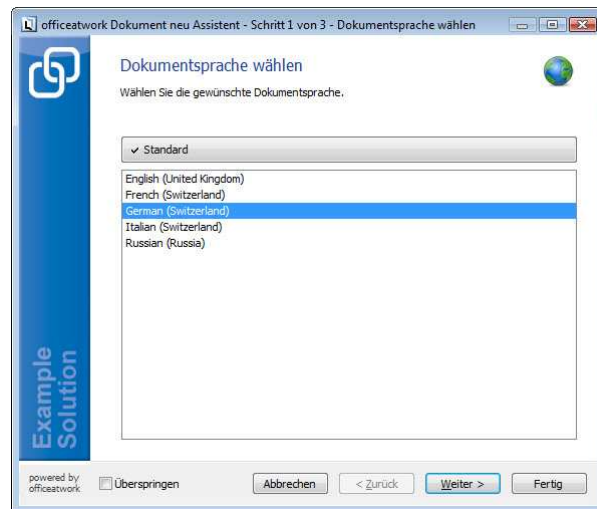 officeatwork Dokument neu Assistent - Schritt 1 von 3 - Dokumentsprache wählen
Dokumentsprache wählen
Wählen Sie die gewünschte Dokumentsprache.
Standard
English (United Kingdom)
French (Switzerland)
German (Switzerland)
Italian (Switzerland)
Russian (Russia)
Example
Solution
powered by
officeatwork
Überspringen
Abbrechen
< Zurück
Weiter >
Fertig